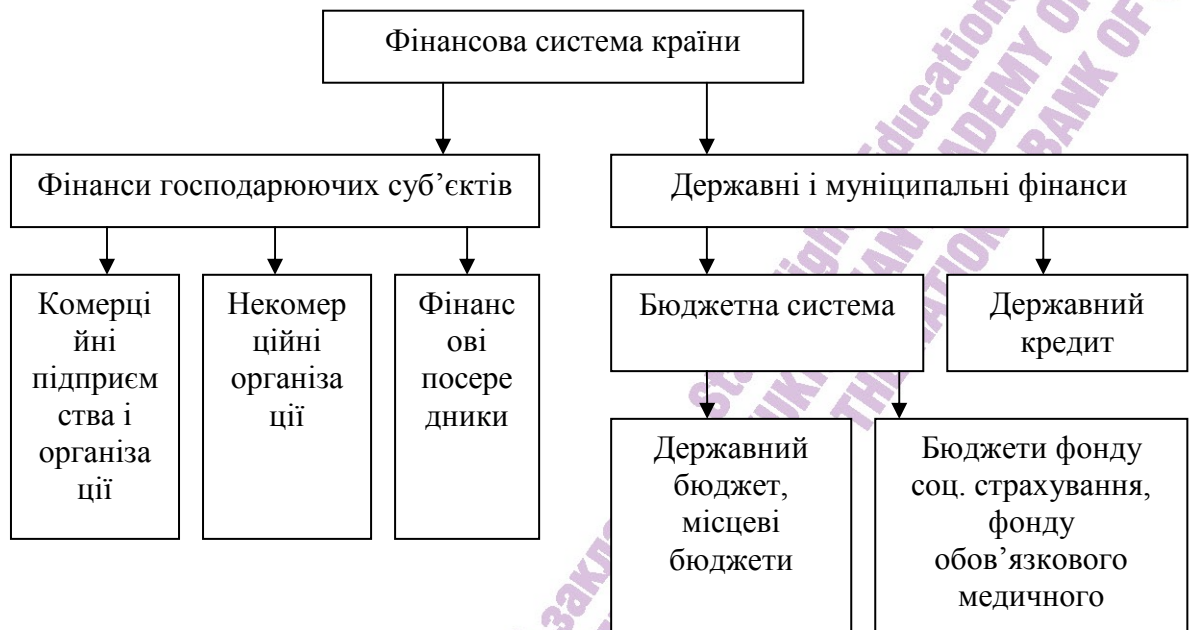 Фінансова система країни
Фінанси господарюючих суб’єктів
Державні і муніципальні фінанси
Комерці
йні
підприєм
ства і
організа
ції
Некомер
ційні
організа
ції
Фінанс
ові
посере
дники
Бюджетна система
Державний
кредит
Державний
бюджет,
місцеві
бюджети
Бюджети фонду
соц. страхування,
фонду
обов’язкового
медичного